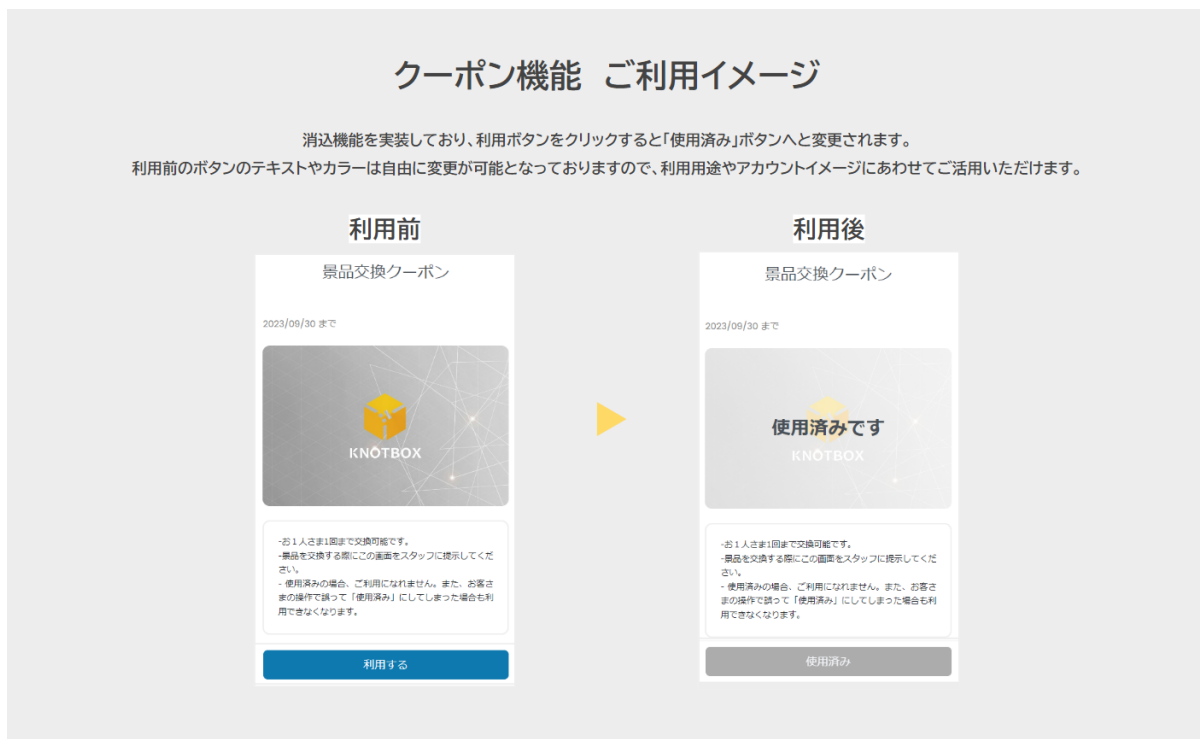 クーポン機能 ご利用イメージ
消込機能を実装しており、利用ボタンをクリックすると「使用済み」ボタンへと変更されます。
利用前のボタンのテキストやカラーは自由に変更が可能となっておりますので、利用用途やアカウントイメージにあわせてご活用いただけます。
利用前
景品交換クーポン
2023/09/30 まで
KNOTBOX
-お１人さま1回まで交換可能です。
-景品を交換する際にこの画面をスタッフに提示してくだ
さい。
- 使用済みの場合、ご利用になれません。また、お客さ
まの操作で誤って「使用済み」にしてしまった場合も利
用できなくなります。
利用する
利用後
景品交換クーポン
2023/09/30 まで
使用済みです
KNOTBOX
-お１人さま1回まで交換可能です。
-景品を交換する際にこの画面をスタッフに提示してくだ
さい。
- 使用済みの場合、ご利用になれません。また、お客さ
まの操作で誤って「使用済み」にしてしまった場合も利
用できなくなります。
使用済み